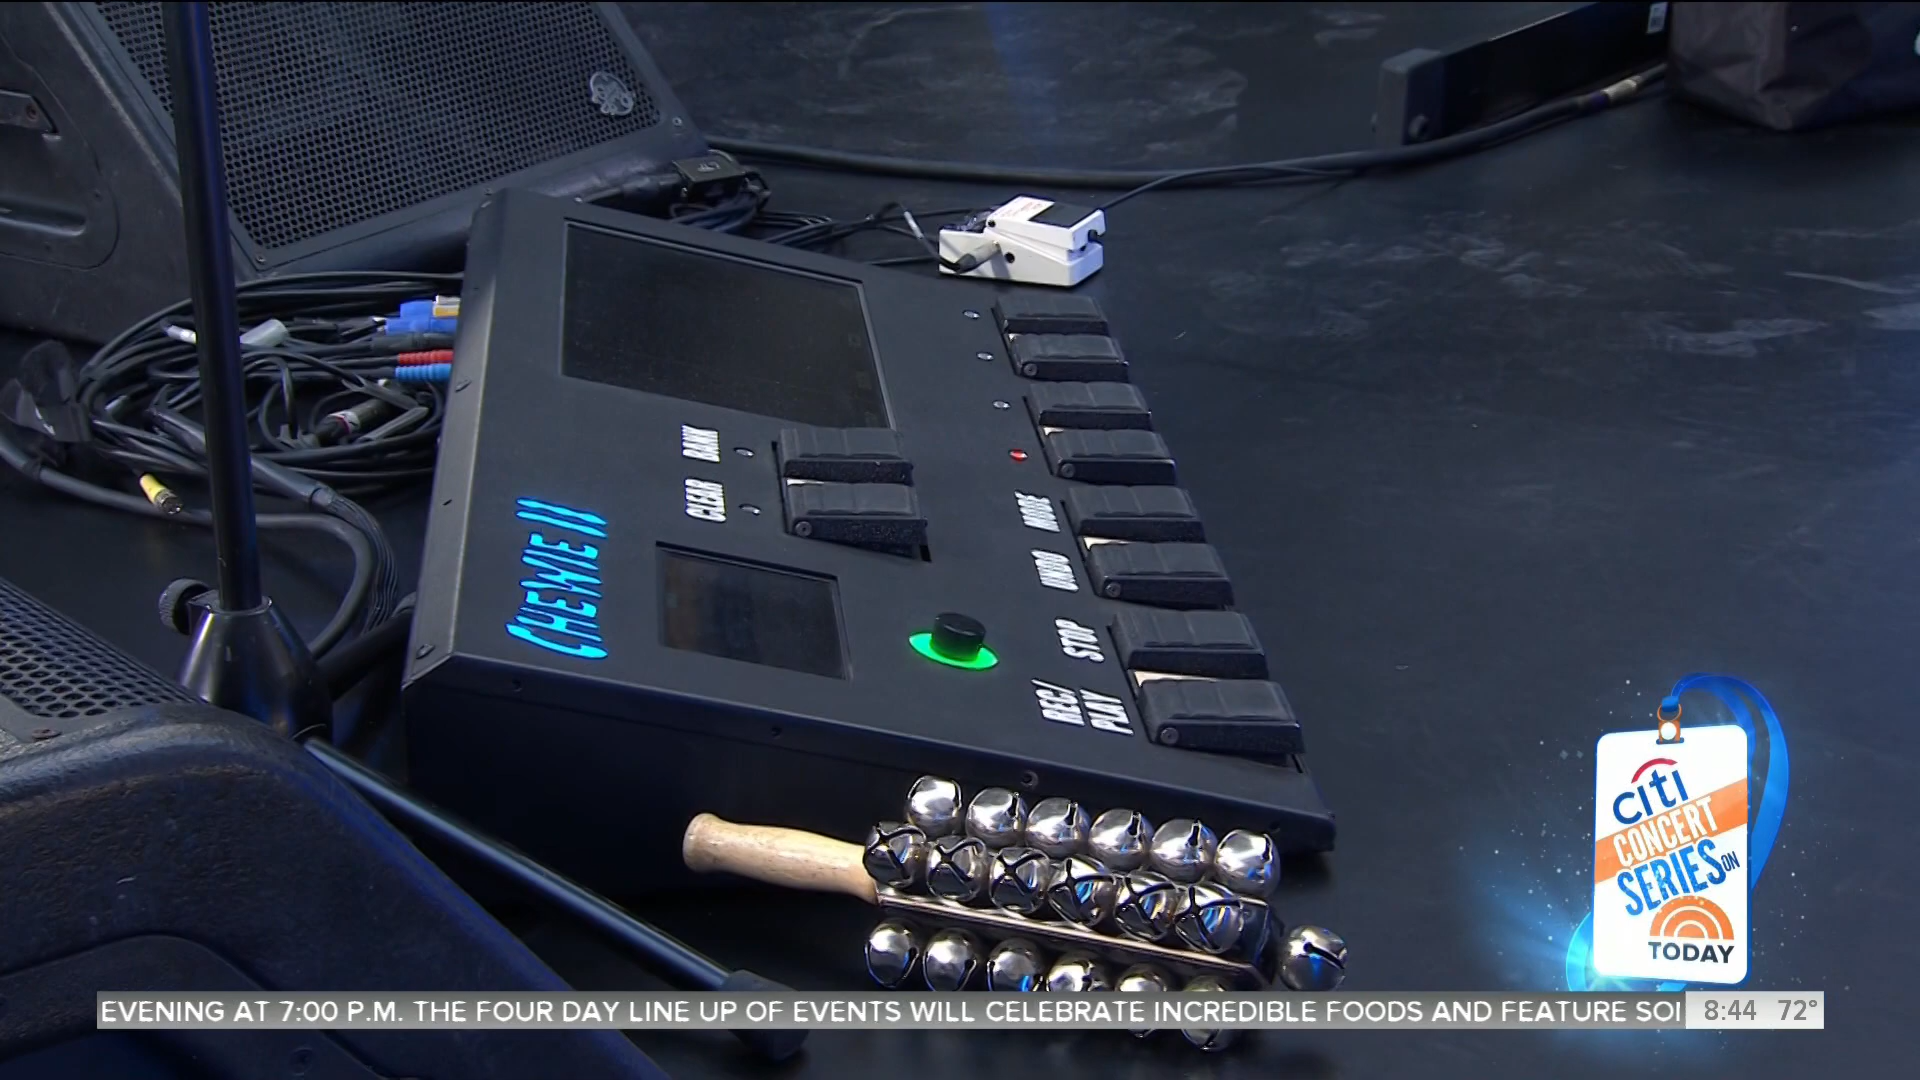 BANK
CLEAR
CHEWIE II
MODE
UNDO
STOP
REC/
PLAY
citi
CONCERT
SERIES ON
TODAY
EVENING AT 7:00 P.M. THE FOUR DAY LINE UP OF EVENTS WILL CELEBRATE INCREDIBLE FOODS AND FEATURE SOI
8:44 72°